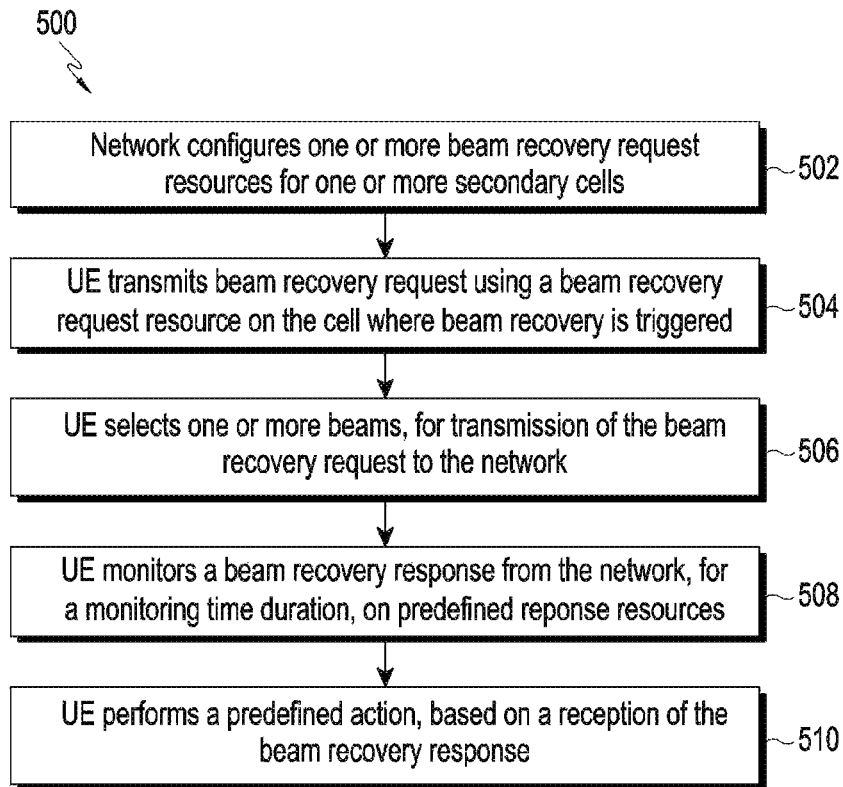 500
Network configures one or more beam recovery request
resources for one or more secondary cells
502
UE transmits beam recovery request using a beam recovery
request resource on the cell where beam recovery is triggered
504
UE selects one or more beams, for transmission of the beam
recovery request to the network
506
UE monitors a beam recovery response from the network, for
a monitoring time duration, on predefined reponse resources
508
UE performs a predefined action, based on a reception of the
beam recovery response
510